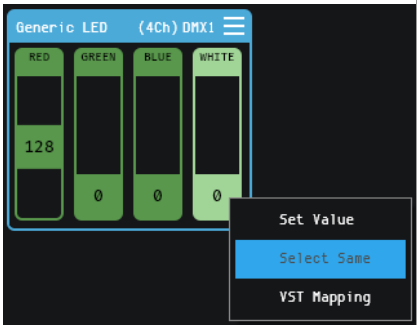 Generic LED (4Ch) DMX1
RED GREEN BLUE WHITE
128
0 0 0
Set Value
Select Same
VST Mapping